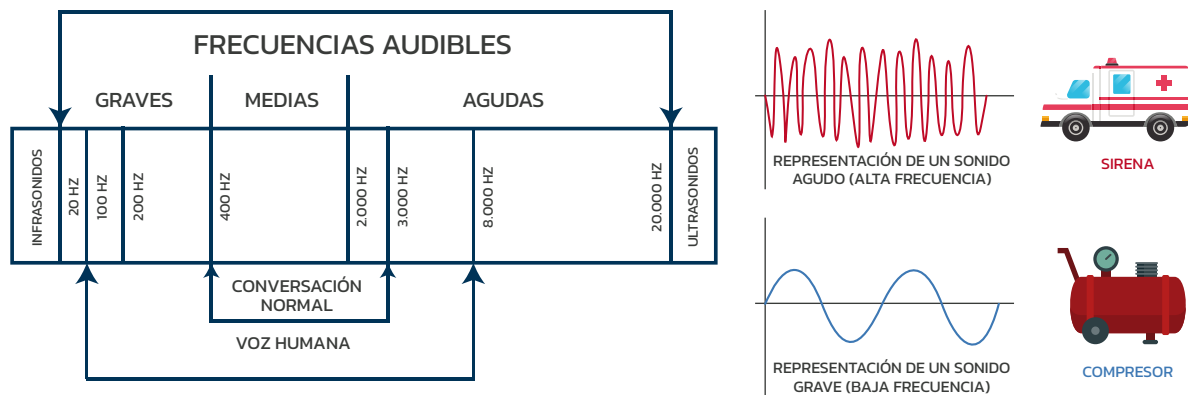 FRECUENCIAS AUDIBLES
GRAVES
MEDIAS
AGUDAS
INFRASONIDOS
20 HZ
100 HZ
200 HZ
400 HZ
2.000 HZ
3.000 HZ
8.000 HZ
20.000 HZ
ULTRASONIDOS
CONVERSACIÓN
NORMAL
VOZ HUMANA
REPRESENTACIÓN DE UN SONIDO
AGUDO (ALTA FRECUENCIA)
SIRENA
REPRESENTACIÓN DE UN SONIDO
GRAVE (BAJA FRECUENCIA)
COMPRESOR